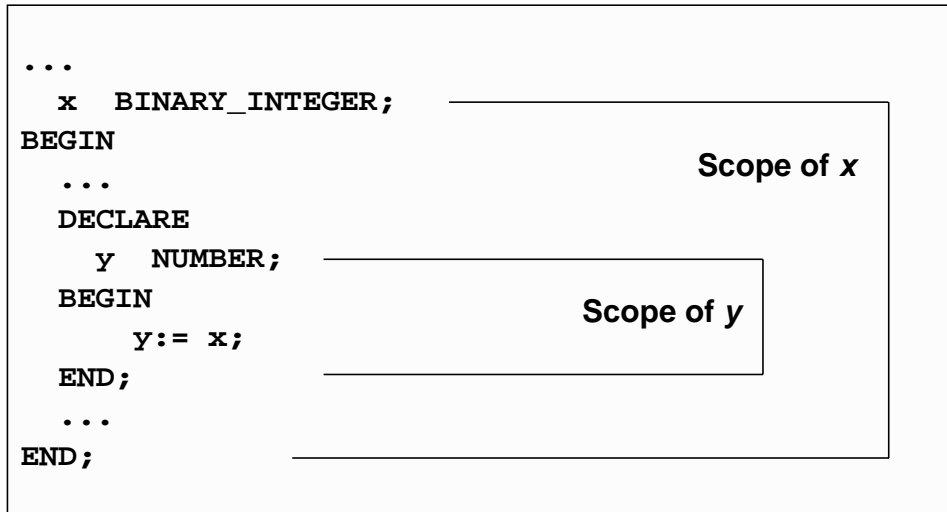 ...
x BINARY_INTEGER;
BEGIN
Scope of x
...
DECLARE
y NUMBER;
BEGIN
Scope of y
y:= x;
END;
...
END;